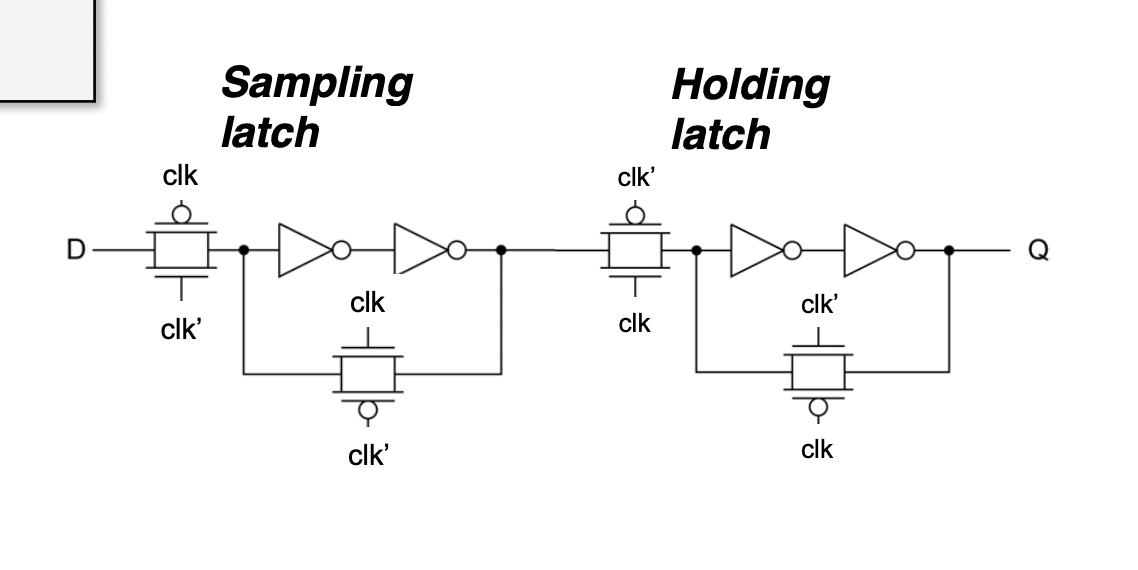 Sampling
latch
Holding
latch
clk
clk’
D
Q
clk’
clk
clk
clk’
clk’
clk